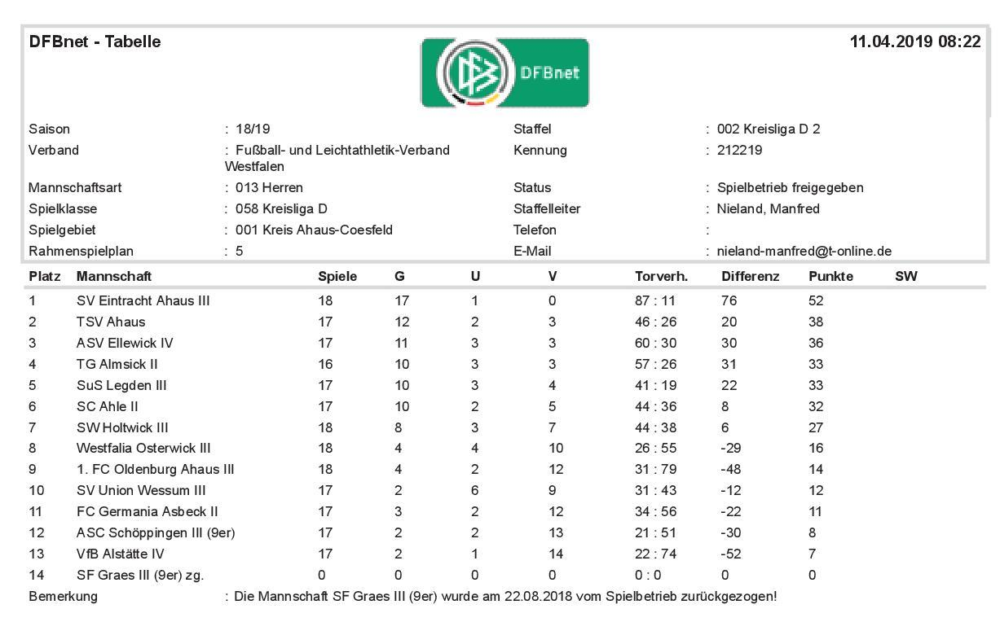 DFBnet - Tabelle 11.04.2019 08:22
DFBnet
Saison : 18/19 Staffel : 002 Kreisliga D 2
Verband : Fußball- und Leichtathletik-Verband Kennung : 212219
Westfalen
Mannschaftsart : 013 Herren Status : Spielbetrieb freigegeben
Spielklasse : 058 Kreisliga D Staffelleiter : Nieland, Manfred
Spielgebiet : 001 Kreis Ahaus-Coesfeld Telefon :
Rahmenspielplan : 5 E-Mail : nieland-manfred@t-online.de
Platz Mannschaft Spiele G U V Torverh. Differenz Punkte SW
1 SV Eintracht Ahaus III 18 17 1 0 87 : 11 76 52
2 TSV Ahaus 17 12 2 3 46 : 26 20 38
3 ASV Ellewick IV 17 11 3 3 60 : 30 30 36
4 TG Almsick II 16 10 3 3 57 : 26 31 33
5 SuS Legden III 17 10 3 4 41 : 19 22 33
6 SC Ahle II 17 10 2 5 44 : 36 8 32
7 SW Holtwick III 18 8 3 7 44 : 38 6 27
8 Westfalia Osterwick III 18 4 4 10 26 : 55 -29 16
9 1. FC Oldenburg Ahaus III 18 4 2 12 31 : 79 -48 14
10 SV Union Wessum III 17 2 6 9 31 : 43 -12 12
11 FC Germania Asbeck II 17 3 2 12 34 : 56 -22 11
12 ASC Schöppingen III (9er) 17 2 2 13 21 : 51 -30 8
13 VfB Alstätte IV 17 2 1 14 22 : 74 -52 7
14 SF Graes III (9er) zg. 0 0 0 0 0 : 0 0 0
Bemerkung : Die Mannschaft SF Graes III (9er) wurde am 22.08.2018 vom Spielbetrieb zurückgezogen!